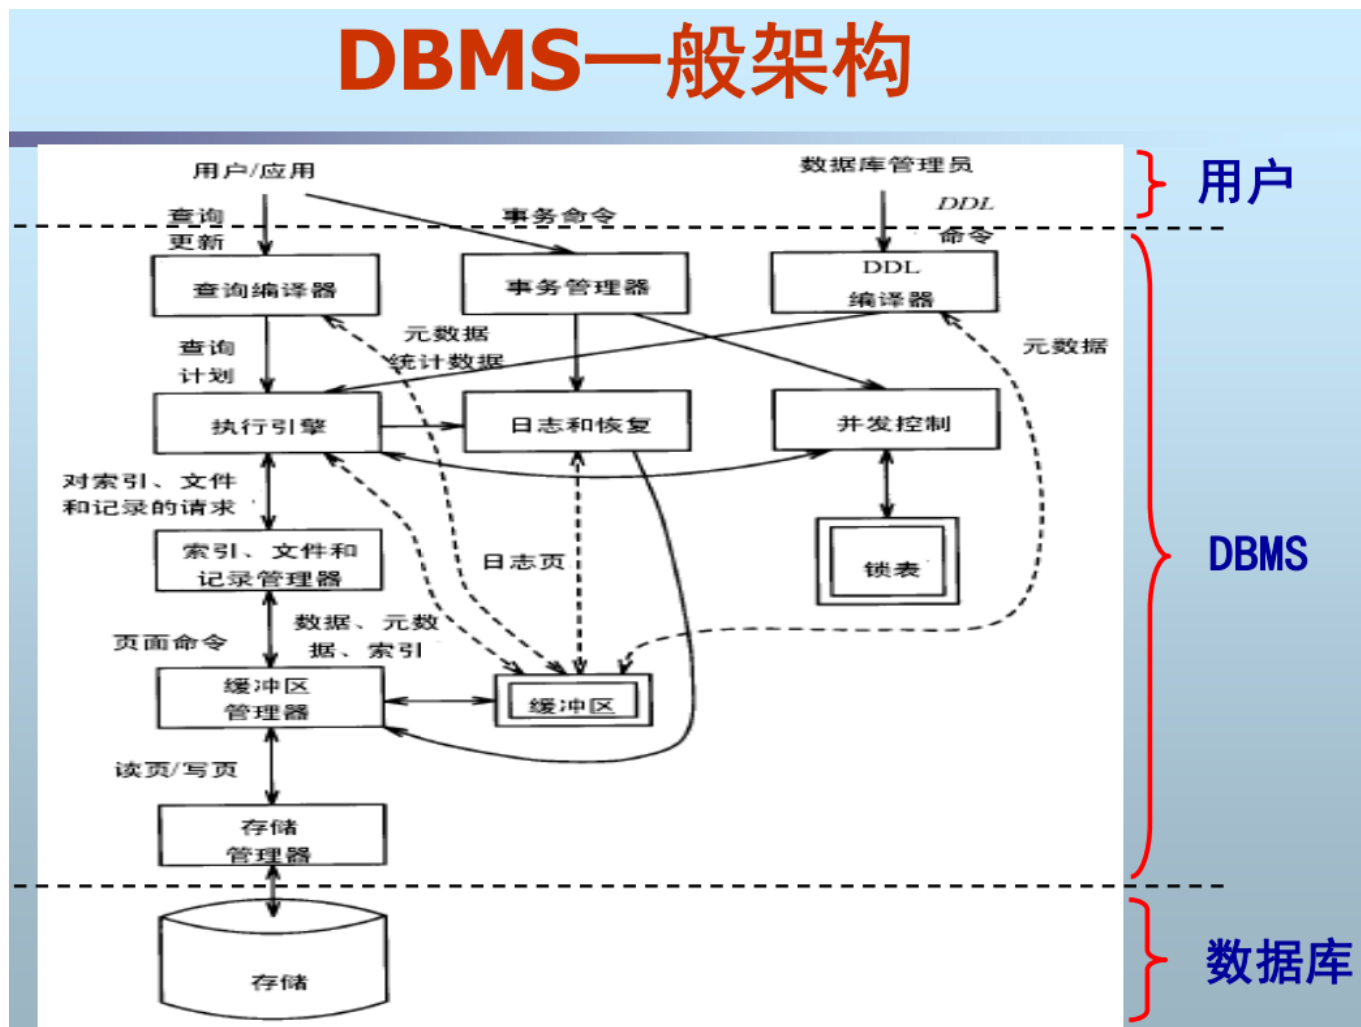 DBMS一般架构
用户/应用
数据库管理员
用户
查询
更新
事务命令
DDL
命令
查询编译器
事务管理器
DDL
编译器
查询
计划
元数据
统计数据
元数据
执行引擎
日志和恢复
并发控制
对索引、文件
和记录的请求
索引、文件和
记录管理器
日志页
锁表
DBMS
页面命令
数据、元数
据、索引
缓冲区
管理器
缓冲区
读页/写页
存储
管理器
存储
数据库